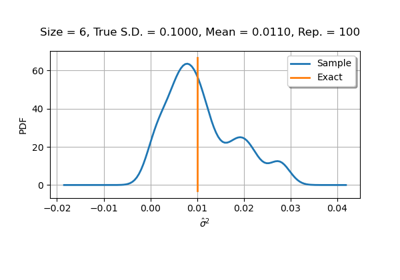 Size = 6, True S.D. = 0.1000, Mean = 0.0110, Rep. = 100
Sample
Exact
PDF
60
40
20
0
−0.02 −0.01 0.00 0.01 0.02 0.03 0.04
σ̂²